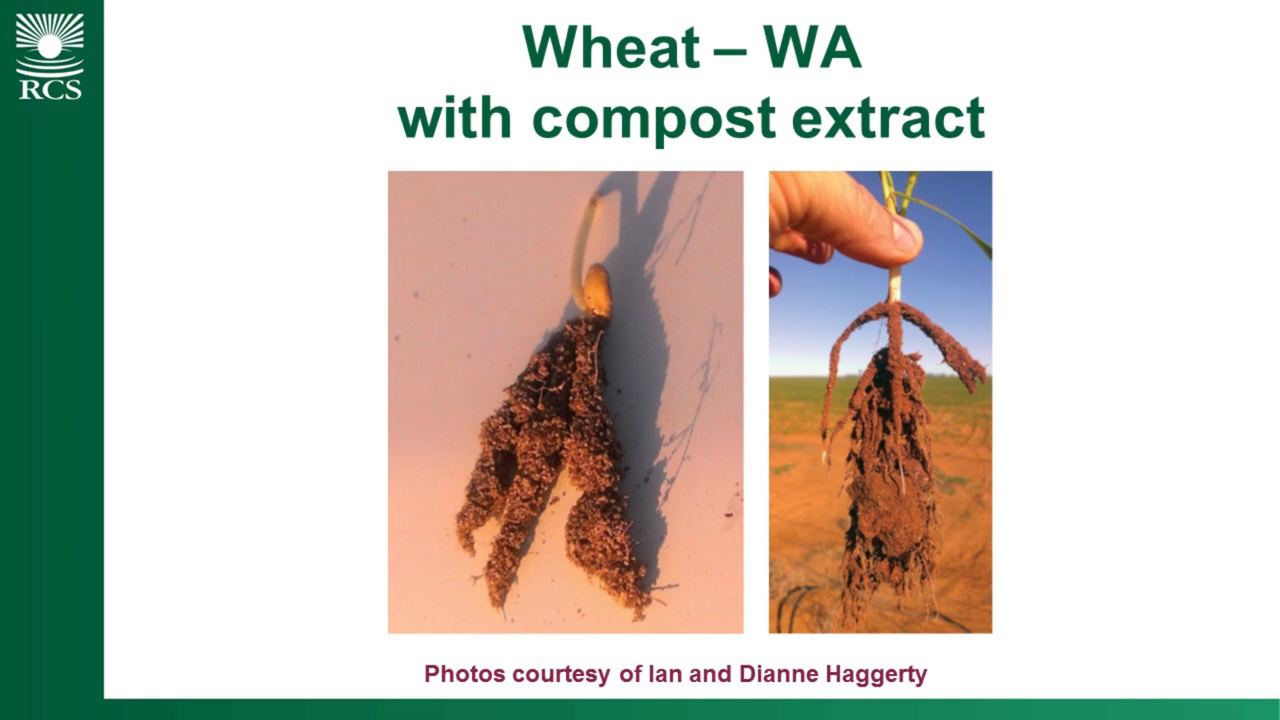 RCS
Wheat – WA
with compost extract
Photos courtesy of Ian and Dianne Haggerty